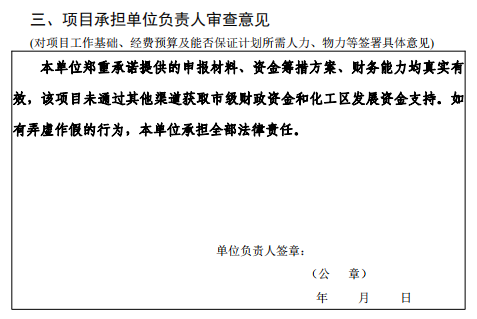 三、项目承担单位负责人审查意见
(对项目工作基础、经费预算及能否保证计划所需人力、物力等签署具体意见)
本单位郑重承诺提供的申报材料、资金筹措方案、财务能力均真实有
效，该项目未通过其他渠道获取市级财政资金和化工区发展资金支持。如
有弄虚作假的行为，本单位承担全部法律责任。
单位负责人签章：
（公 章）
年 月 日